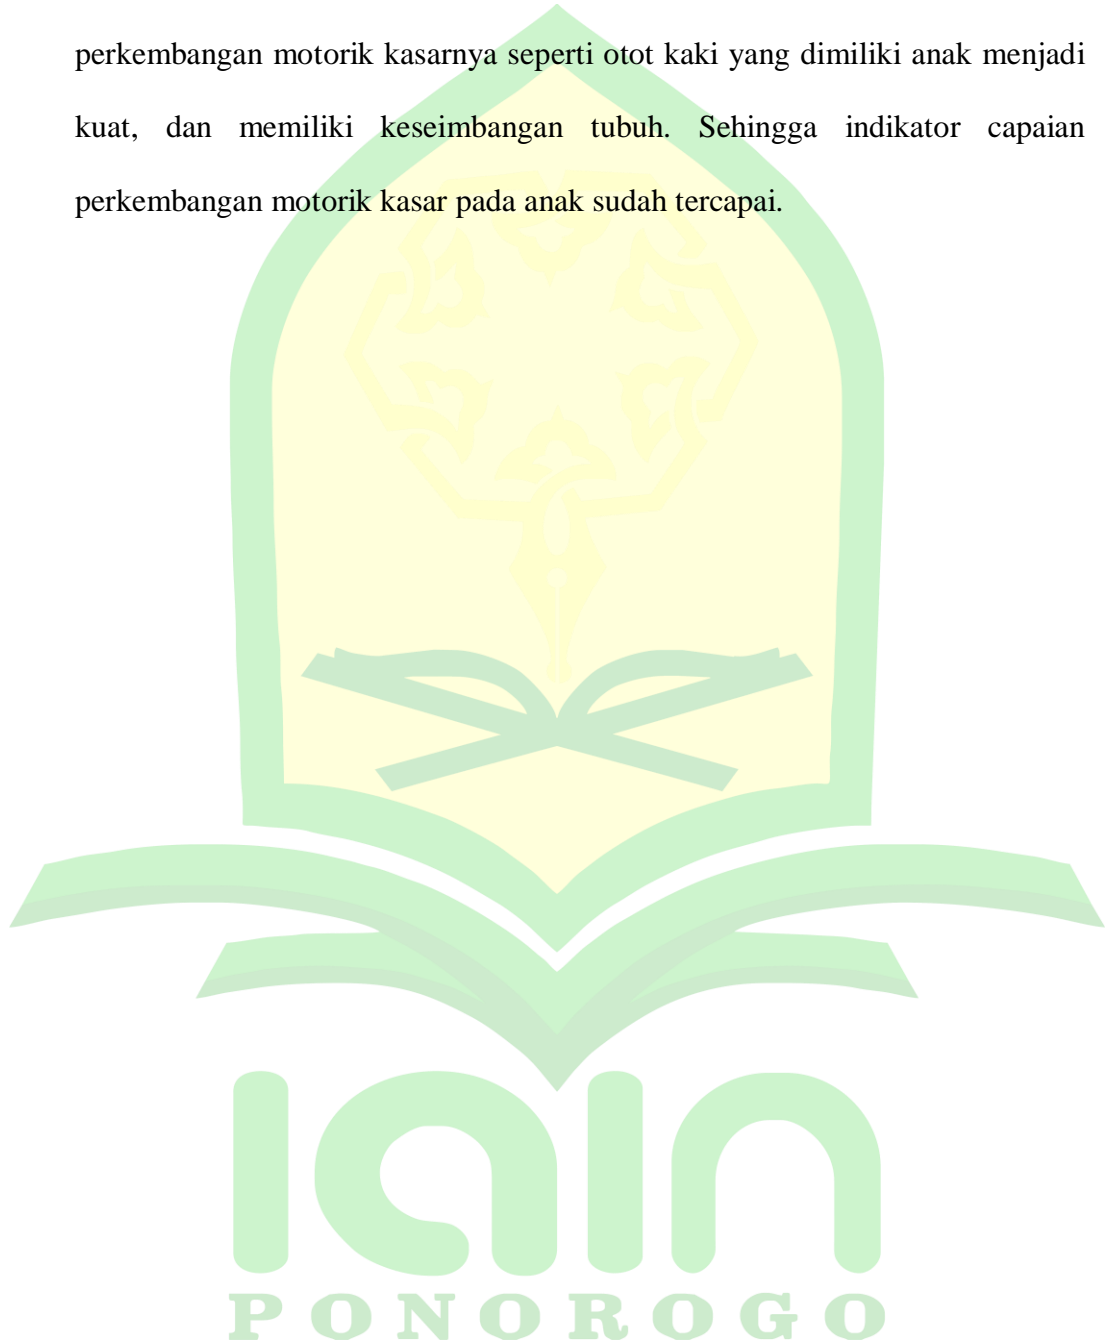 perkembangan motorik kasarnya seperti otot kaki yang dimiliki anak menjadi
kuat, dan memiliki keseimbangan tubuh. Sehingga indikator capaian
perkembangan motorik kasar pada anak sudah tercapai.
iain
PONOROGO